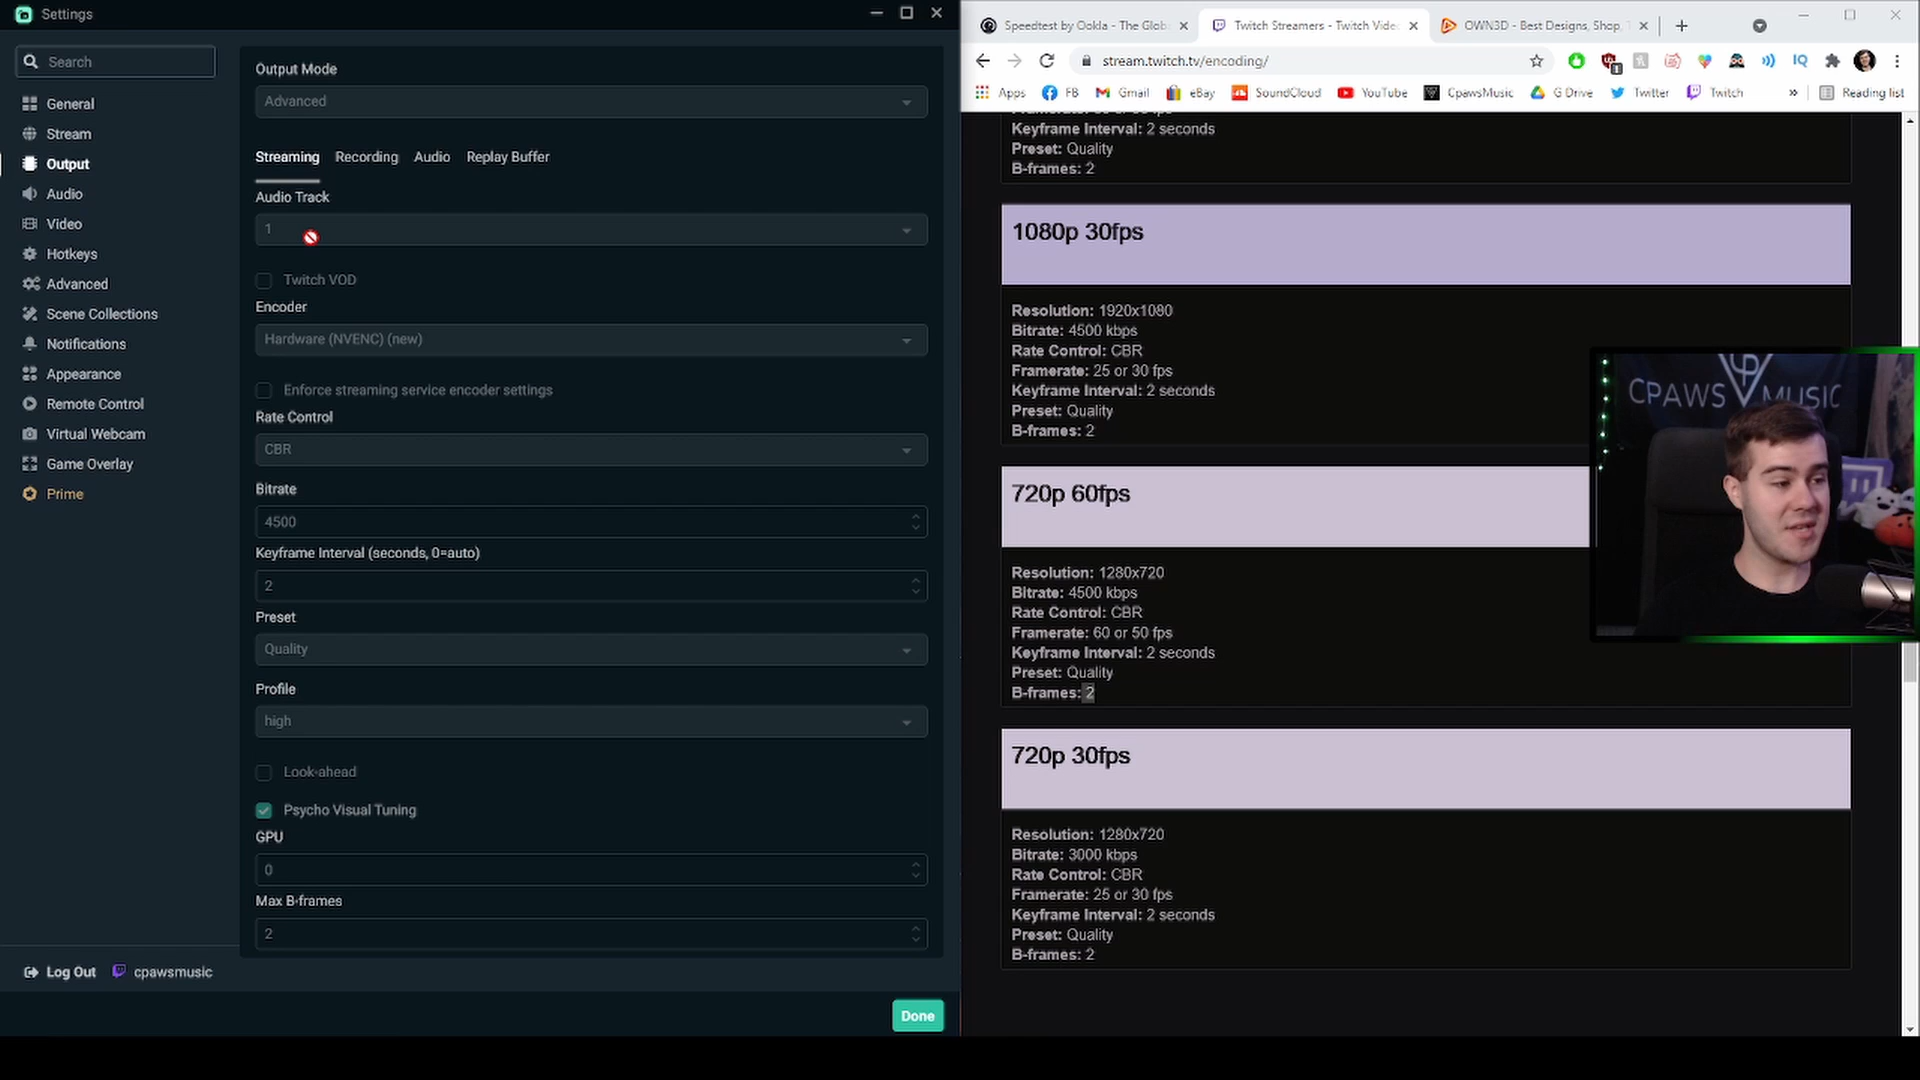 Settings
Search
General
Stream
Output
Audio
Video
Hotkeys
Advanced
Scene Collections
Notifications
Appearance
Remote Control
Virtual Webcam
Game Overlay
Prime
Log Out cpawsmusic
Output Mode
Advanced
Streaming Recording Audio Replay Buffer
Audio Track
1
Twitch VOD
Encoder
Hardware (NVENC) (new)
Enforce streaming service encoder settings
Rate Control
CBR
Bitrate
4500
Keyframe Interval (seconds, 0=auto)
2
Preset
Quality
Profile
high
Look-ahead
Psycho Visual Tuning
GPU
0
Max B-frames
2
Done
Speedtest by Ookla - The Glob
Twitch Streamers - Twitch Vide
OWN3D - Best Designs, Shop,
stream.twitch.tv/encoding/
1
IQ
Apps FB Gmail eBay SoundCloud YouTube CpawsMusic G Drive Twitter Twitch » Reading list
Keyframe Interval: 2 seconds
Preset: Quality
B-frames: 2
1080p 30fps
Resolution: 1920x1080
Bitrate: 4500 kbps
Rate Control: CBR
Framerate: 25 or 30 fps
Keyframe Interval: 2 seconds
Preset: Quality
B-frames: 2
720p 60fps
Resolution: 1280x720
Bitrate: 4500 kbps
Rate Control: CBR
Framerate: 60 or 50 fps
Keyframe Interval: 2 seconds
Preset: Quality
B-frames: 2
720p 30fps
Resolution: 1280x720
Bitrate: 3000 kbps
Rate Control: CBR
Framerate: 25 or 30 fps
Keyframe Interval: 2 seconds
Preset: Quality
B-frames: 2
CPAWS MUSIC